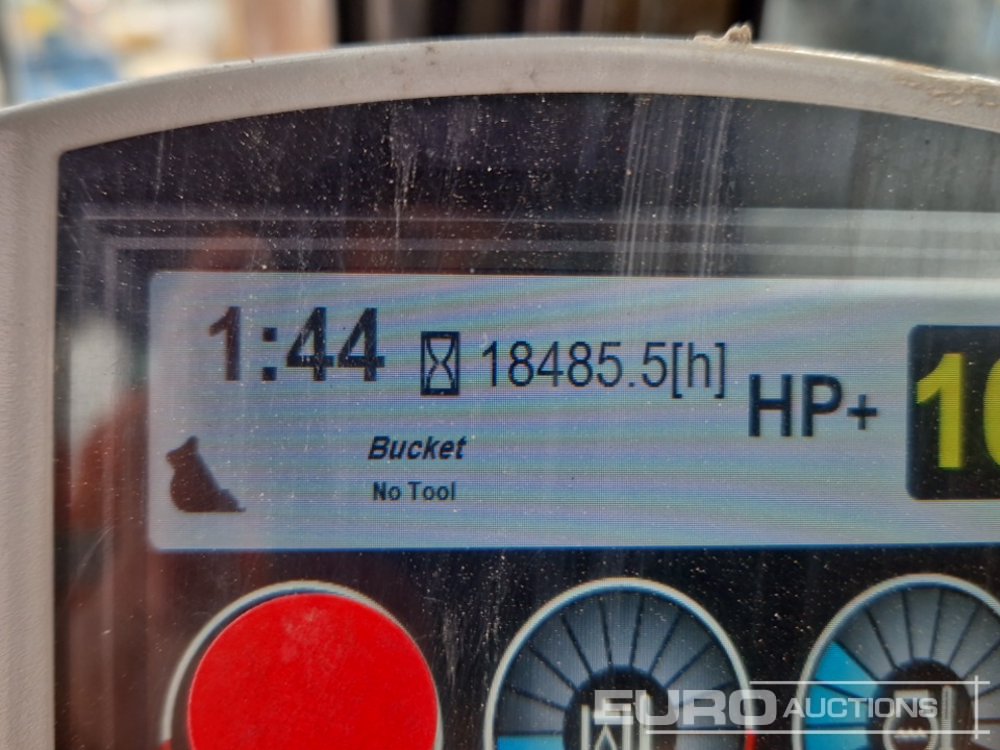 1:44 18485.5[h]
HP+
Bucket
No Tool
EURO AUCTIONS